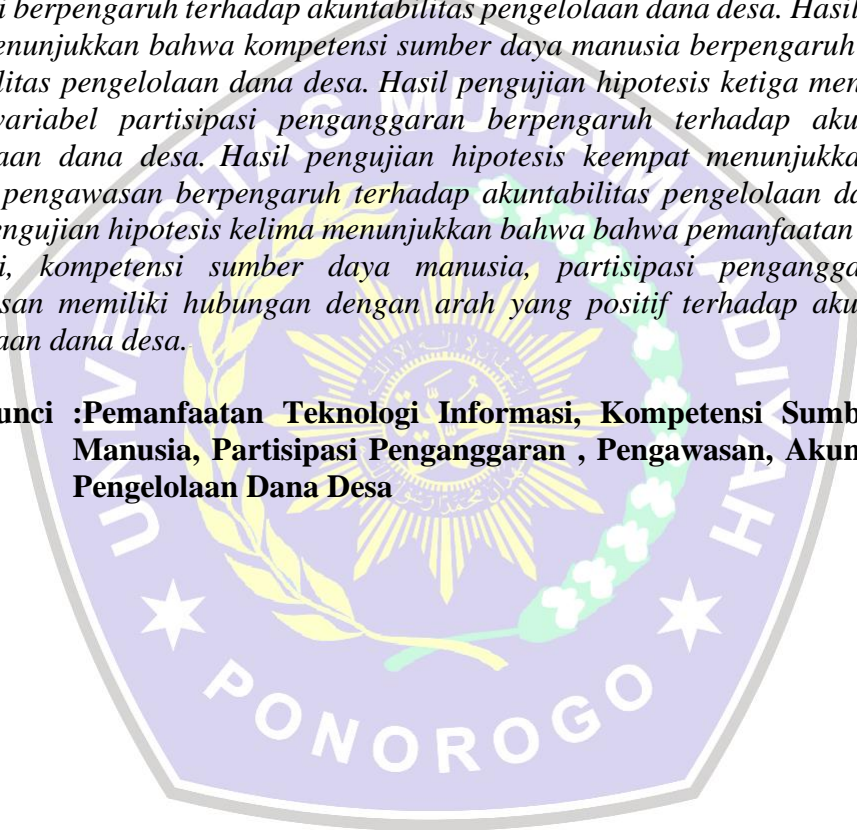 i berpengaruh terhadap akuntabilitas pengelolaan dana desa. Hasil
enunjukkan bahwa kompetensi sumber daya manusia berpengaruh
litas pengelolaan dana desa. Hasil pengujian hipotesis ketiga men
variabel partisipasi penganggaran berpengaruh terhadap aku
aan dana desa. Hasil pengujian hipotesis keempat menunjukka
pengawasan berpengaruh terhadap akuntabilitas pengelolaan da
engujian hipotesis kelima menunjukkan bahwa bahwa pemanfaatan
i, kompetensi sumber daya manusia, partisipasi pengangga
san memiliki hubungan dengan arah yang positif terhadap aku
aan dana desa.
unci :Pemanfaatan Teknologi Informasi, Kompetensi Sumb
Manusia, Partisipasi Penganggaran , Pengawasan, Akun
Pengelolaan Dana Desa
UNIVERSITAS MUHAMMADIYAH
PONOROGO